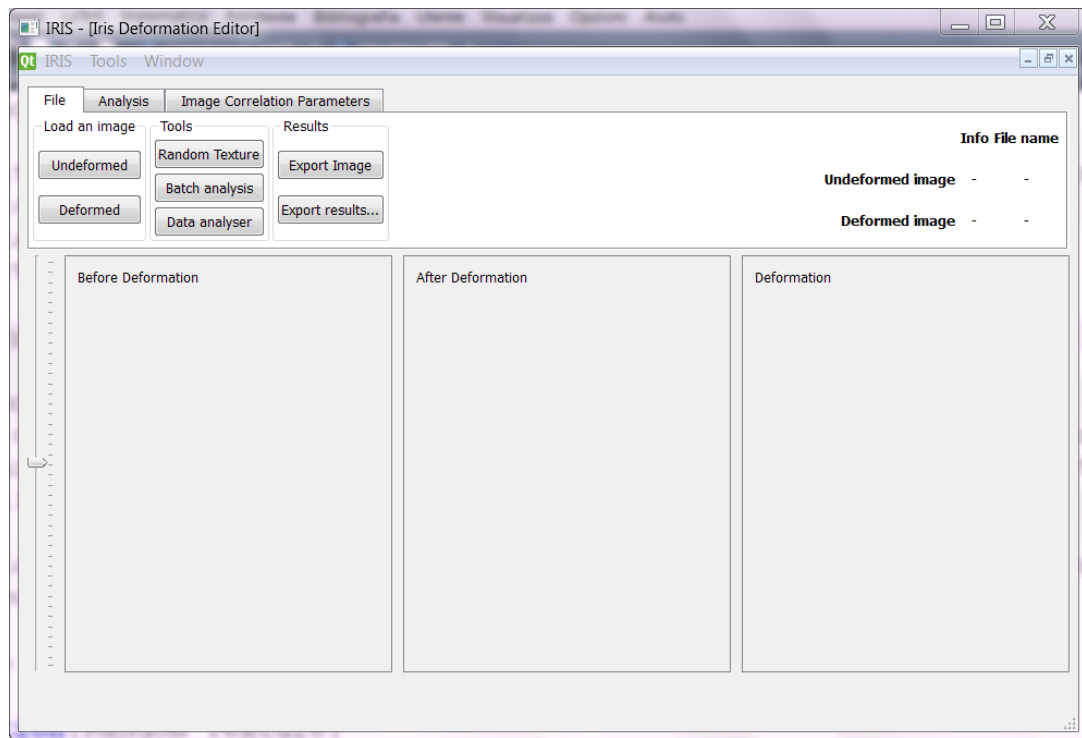 IRIS - [Iris Deformation Editor]
Qt IRIS Tools Window
File Analysis Image Correlation Parameters
Load an image Tools Results
Info File name
Undeformed Random Texture Export Image
Undeformed image - -
Batch analysis
Deformed Data analyser Export results...
Deformed image - -
Before Deformation After Deformation Deformation